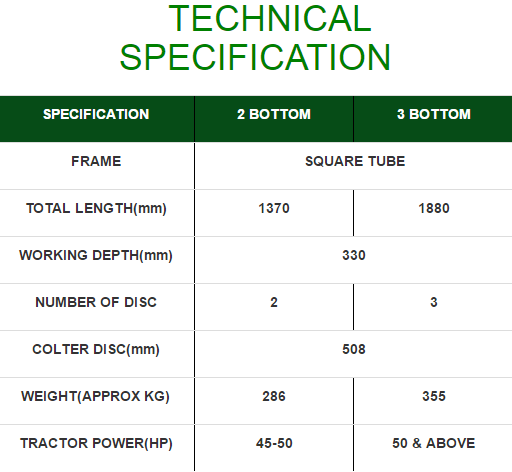 TECHNICAL
SPECIFICATION
SPECIFICATION 2 BOTTOM 3 BOTTOM
FRAME SQUARE TUBE
TOTAL LENGTH(mm) 1370 1880
WORKING DEPTH(mm) 330
NUMBER OF DISC 2 3
COLTER DISC(mm) 508
WEIGHT(APPROX KG) 286 355
TRACTOR POWER(HP) 45-50 50 & ABOVE